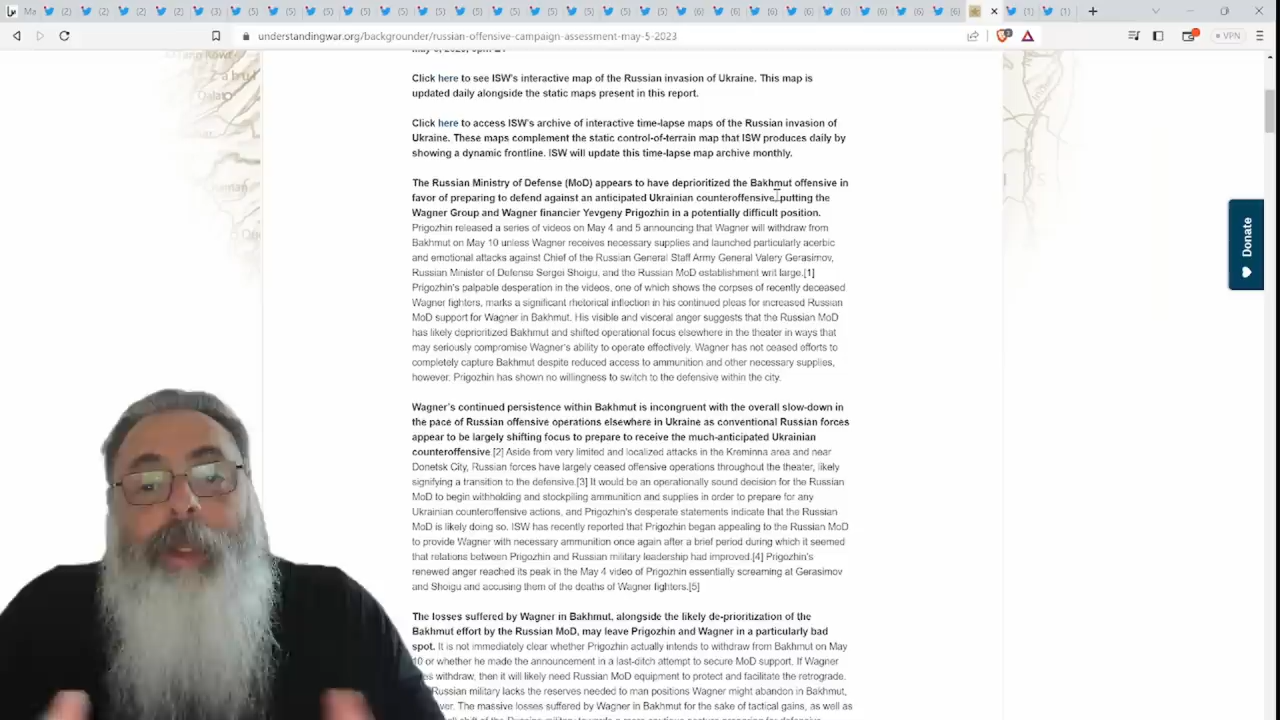 Ma
(2)
(2)
(2)
(2)
(3)
(5)
(5)
(5)
(5)
(5)
(5)
(5)
(5)
(5)
(5)
(5)
(5)
(6)
(6)
(6)
(6)
(6)
(6)
(6)
(1)
(1)
understandingwar.org/backgrounder/russian-offensive-campaign-assessment-may-5-2023
VPN
Click here to see ISW's interactive map of the Russian invasion of Ukraine. This map is
updated daily alongside the static maps present in this report.
Click here to access ISW's archive of interactive time-lapse maps of the Russian invasion of
Ukraine. These maps complement the static control-of-terrain map that ISW produces daily by
showing a dynamic frontline. ISW will update this time-lapse map archive monthly.
The Russian Ministry of Defense (MoD) appears to have deprioritized the Bakhmut offensive in
favor of preparing to defend against an anticipated Ukrainian counteroffensive, putting the
Wagner Group and Wagner financier Yevgeny Prigozhin in a potentially difficult position.
Prigozhin released a series of videos on May 4 and 5 announcing that Wagner will withdraw from
Bakhmut on May 10 unless Wagner receives necessary supplies and launched particularly acerbic
and emotional attacks against Chief of the Russian General Staff Army General Valery Gerasimov,
Russian Minister of Defense Sergei Shoigu, and the Russian MoD establishment writ large.[1]
Prigozhin's palpable desperation in the videos, one of which shows the corpses of recently deceased
Wagner fighters, marks a significant rhetorical inflection in his continued pleas for increased Russian
MoD support for Wagner in Bakhmut. His visible and visceral anger suggests that the Russian MoD
has likely deprioritized Bakhmut and shifted operational focus elsewhere in the theater in ways that
may seriously compromise Wagner's ability to operate effectively. Wagner has not ceased efforts to
completely capture Bakhmut despite reduced access to ammunition and other necessary supplies,
however. Prigozhin has shown no willingness to switch to the defensive within the city.
Wagner's continued persistence within Bakhmut is incongruent with the overall slow-down in
the pace of Russian offensive operations elsewhere in Ukraine as conventional Russian forces
appear to be largely shifting focus to prepare to receive the much-anticipated Ukrainian
counteroffensive.[2] Aside from very limited and localized attacks in the Kreminna area and near
Donetsk City, Russian forces have largely ceased offensive operations throughout the theater, likely
signifying a transition to the defensive.[3] It would be an operationally sound decision for the Russian
MoD to begin withholding and stockpiling ammunition and supplies in order to prepare for any
Ukrainian counteroffensive actions, and Prigozhin's desperate statements indicate that the Russian
MoD is likely doing so. ISW has recently reported that Prigozhin began appealing to the Russian MoD
to provide Wagner with necessary ammunition once again after a brief period during which it seemed
that relations between Prigozhin and Russian military leadership had improved.[4] Prigozhin's
renewed anger reached its peak in the May 4 video of Prigozhin essentially screaming at Gerasimov
and Shoigu and accusing them of the deaths of Wagner fighters.[5]
The losses suffered by Wagner in Bakhmut, alongside the likely de-prioritization of the
Bakhmut effort by the Russian MoD, may leave Prigozhin and Wagner in a particularly bad
spot. It is not immediately clear whether Prigozhin actually intends to withdraw from Bakhmut on May
10 or whether he made the announcement in a last-ditch attempt to secure MoD support. If Wagner
withdraw, then it will likely need Russian MoD equipment to protect and facilitate the retrograde.
Russian military lacks the reserves needed to man positions Wagner might abandon in Bakhmut,
The massive losses suffered by Wagner for the sake of tactical gains, as well as
Donate